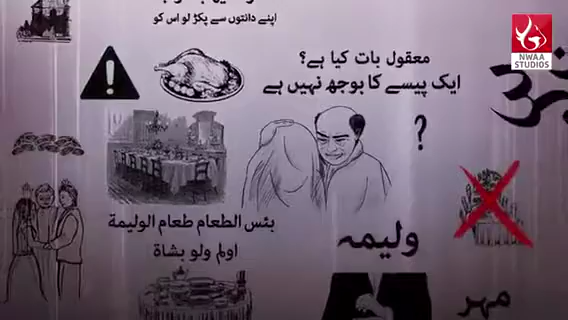 اپنے دانتوں سے پکڑ لو اس کو
NWAA
STUDIOS
معقول بات کیا ہے؟
ایک پیسے کا بوجھ نہیں ہے
?
بئس الطعام طعام الوليمة
اولم ولو بشاة
ولیمہ
مہر